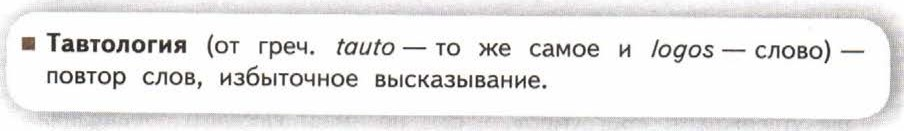 ▪ Тавтология (от греч. tauto — то же самое и logos — слово) —
повтор слов, избыточное высказывание.